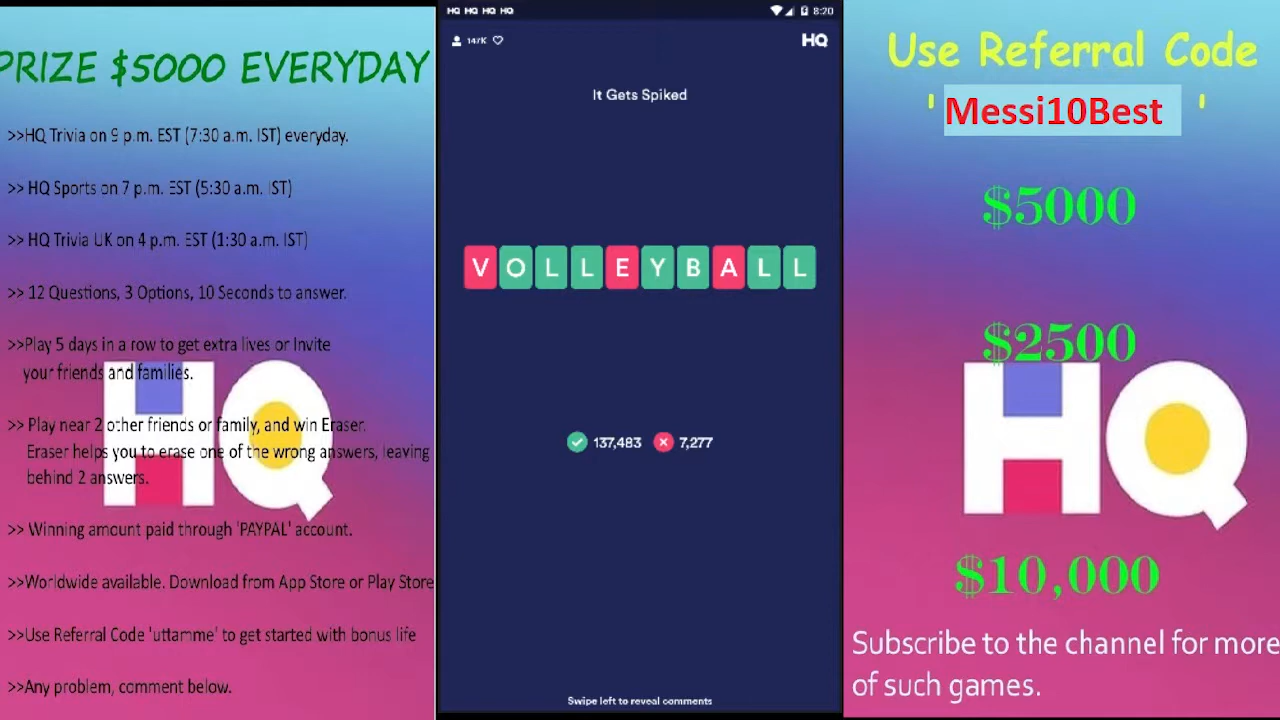 PRIZE $5000 EVERYDAY
>>HQ Trivia on 9 p.m. EST (7:30 a.m. IST) everyday.
>> HQ Sports on 7 p.m. EST (5:30 a.m. IST)
>> HQ Trivia UK on 4 p.m. EST (1:30 a.m. IST)
>> 12 Questions, 3 Options, 10 Seconds to answer.
>>Play 5 days in a row to get extra lives or Invite
your friends and families.
>> Play near 2 other friends or family, and win Eraser.
Eraser helps you to erase one of the wrong answers, leaving
behind 2 answers.
>> Winning amount paid through 'PAYPAL' account.
>>Worldwide available. Download from App Store or Play Store
>>Use Referral Code 'uttamme' to get started with bonus life
>>Any problem, comment below.
HQ
HQ HQ HQ HQ 8:20
147K HQ
It Gets Spiked
VOLLEYBALL
137,483 7,277
Swipe left to reveal comments
Use Referral Code
' Messi10Best '
$5000
$2500
HQ
$10,000
Subscribe to the channel for more
of such games.